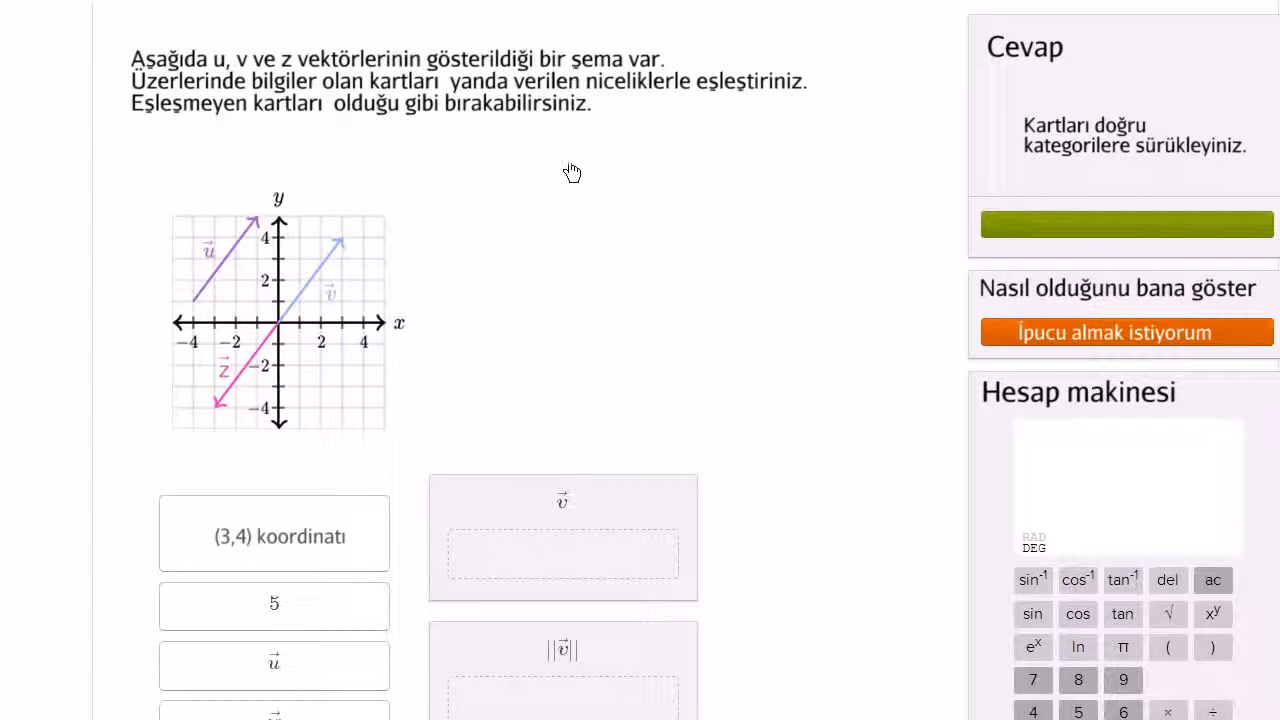 Aşağıda u, v ve z vektörlerinin gösterildiği bir şema var.
Üzerlerinde bilgiler olan kartları yanda verilen niceliklerle eşleştiriniz.
Eşleşmeyen kartları olduğu gibi bırakabilirsiniz.
y
4
2
-4
-2
2
4
x
-2
-4
u⃗
v⃗
z⃗
(3,4) koordinatı
5
u⃗
v⃗
||v⃗||
Cevap
Kartları doğru
kategorilere sürükleyiniz.
Nasıl olduğunu bana göster
İpucu almak istiyorum
Hesap makinesi
RAD
DEG
sin⁻¹ cos⁻¹ tan⁻¹ del ac
sin cos tan √ xʸ
eˣ ln π ( )
7 8 9
4 5 6 × ÷